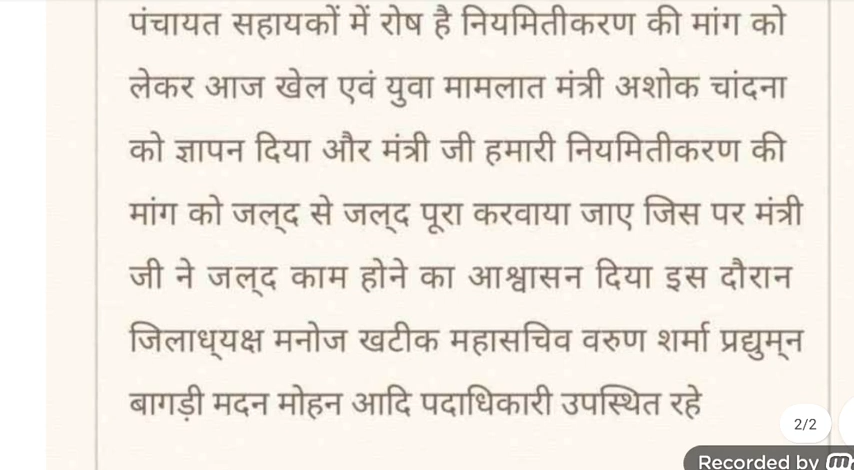 पंचायत सहायकों में रोष है नियमितीकरण की मांग को
लेकर आज खेल एवं युवा मामलात मंत्री अशोक चांदना
को ज्ञापन दिया और मंत्री जी हमारी नियमितीकरण की
मांग को जल्द से जल्द पूरा करवाया जाए जिस पर मंत्री
जी ने जल्द काम होने का आश्वासन दिया इस दौरान
जिलाध्यक्ष मनोज खटीक महासचिव वरुण शर्मा प्रद्युम्न
बागड़ी मदन मोहन आदि पदाधिकारी उपस्थित रहे
2/2
Recorded by